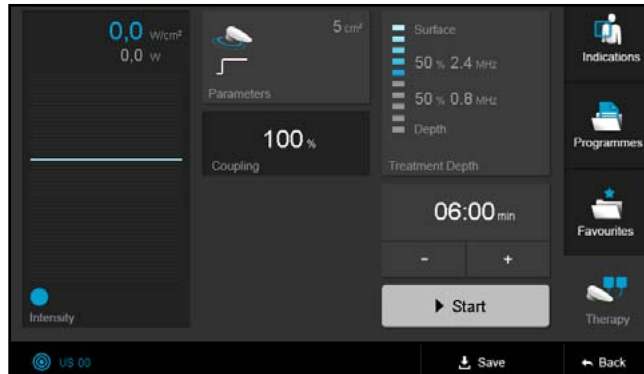 0,0 W/cm²
0,0 W
Intensity
5 cm²
Parameters
100 %
Coupling
Surface
50 % 2.4 MHz
50 % 0.8 MHz
Depth
Treatment Depth
06:00 min
-
+
Start
Indications
Programmes
Favourites
Therapy
US 00
Save
Back